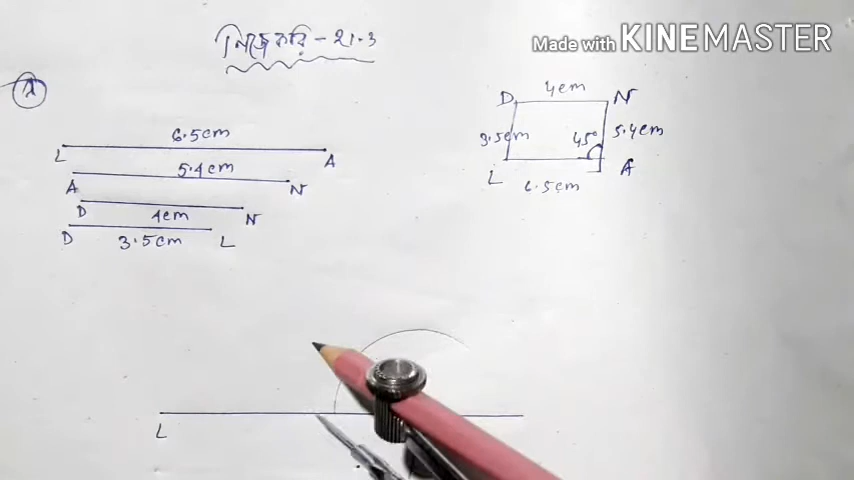 নিজে করি - ২১.৩
Made with KINEMASTER
L 6.5cm A
A 5.4cm N
D 4cm N
D 3.5cm L
D 4cm N
3.5cm 45° 5.4cm
L 6.5cm A
L